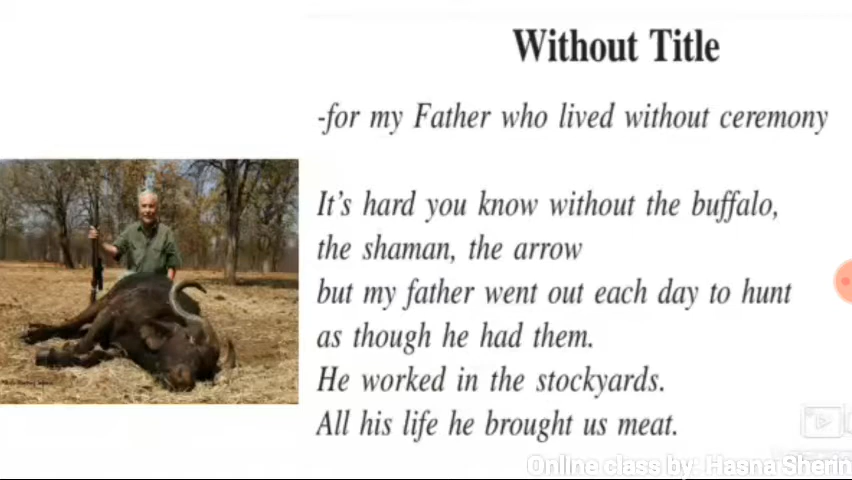 Without Title
-for my Father who lived without ceremony
It's hard you know without the buffalo,
the shaman, the arrow
but my father went out each day to hunt
as though he had them.
He worked in the stockyards.
All his life he brought us meat.
Online class by: Hasna Sherin